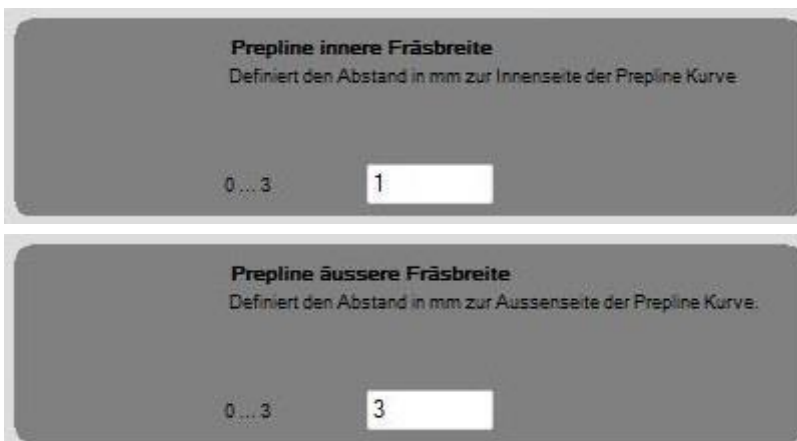 Prepline innere Fräsbreite
Definiert den Abstand in mm zur Innenseite der Prepline Kurve
0 ... 3
1
Prepline äussere Fräsbreite
Definiert den Abstand in mm zur Aussenseite der Prepline Kurve.
0 ... 3
3